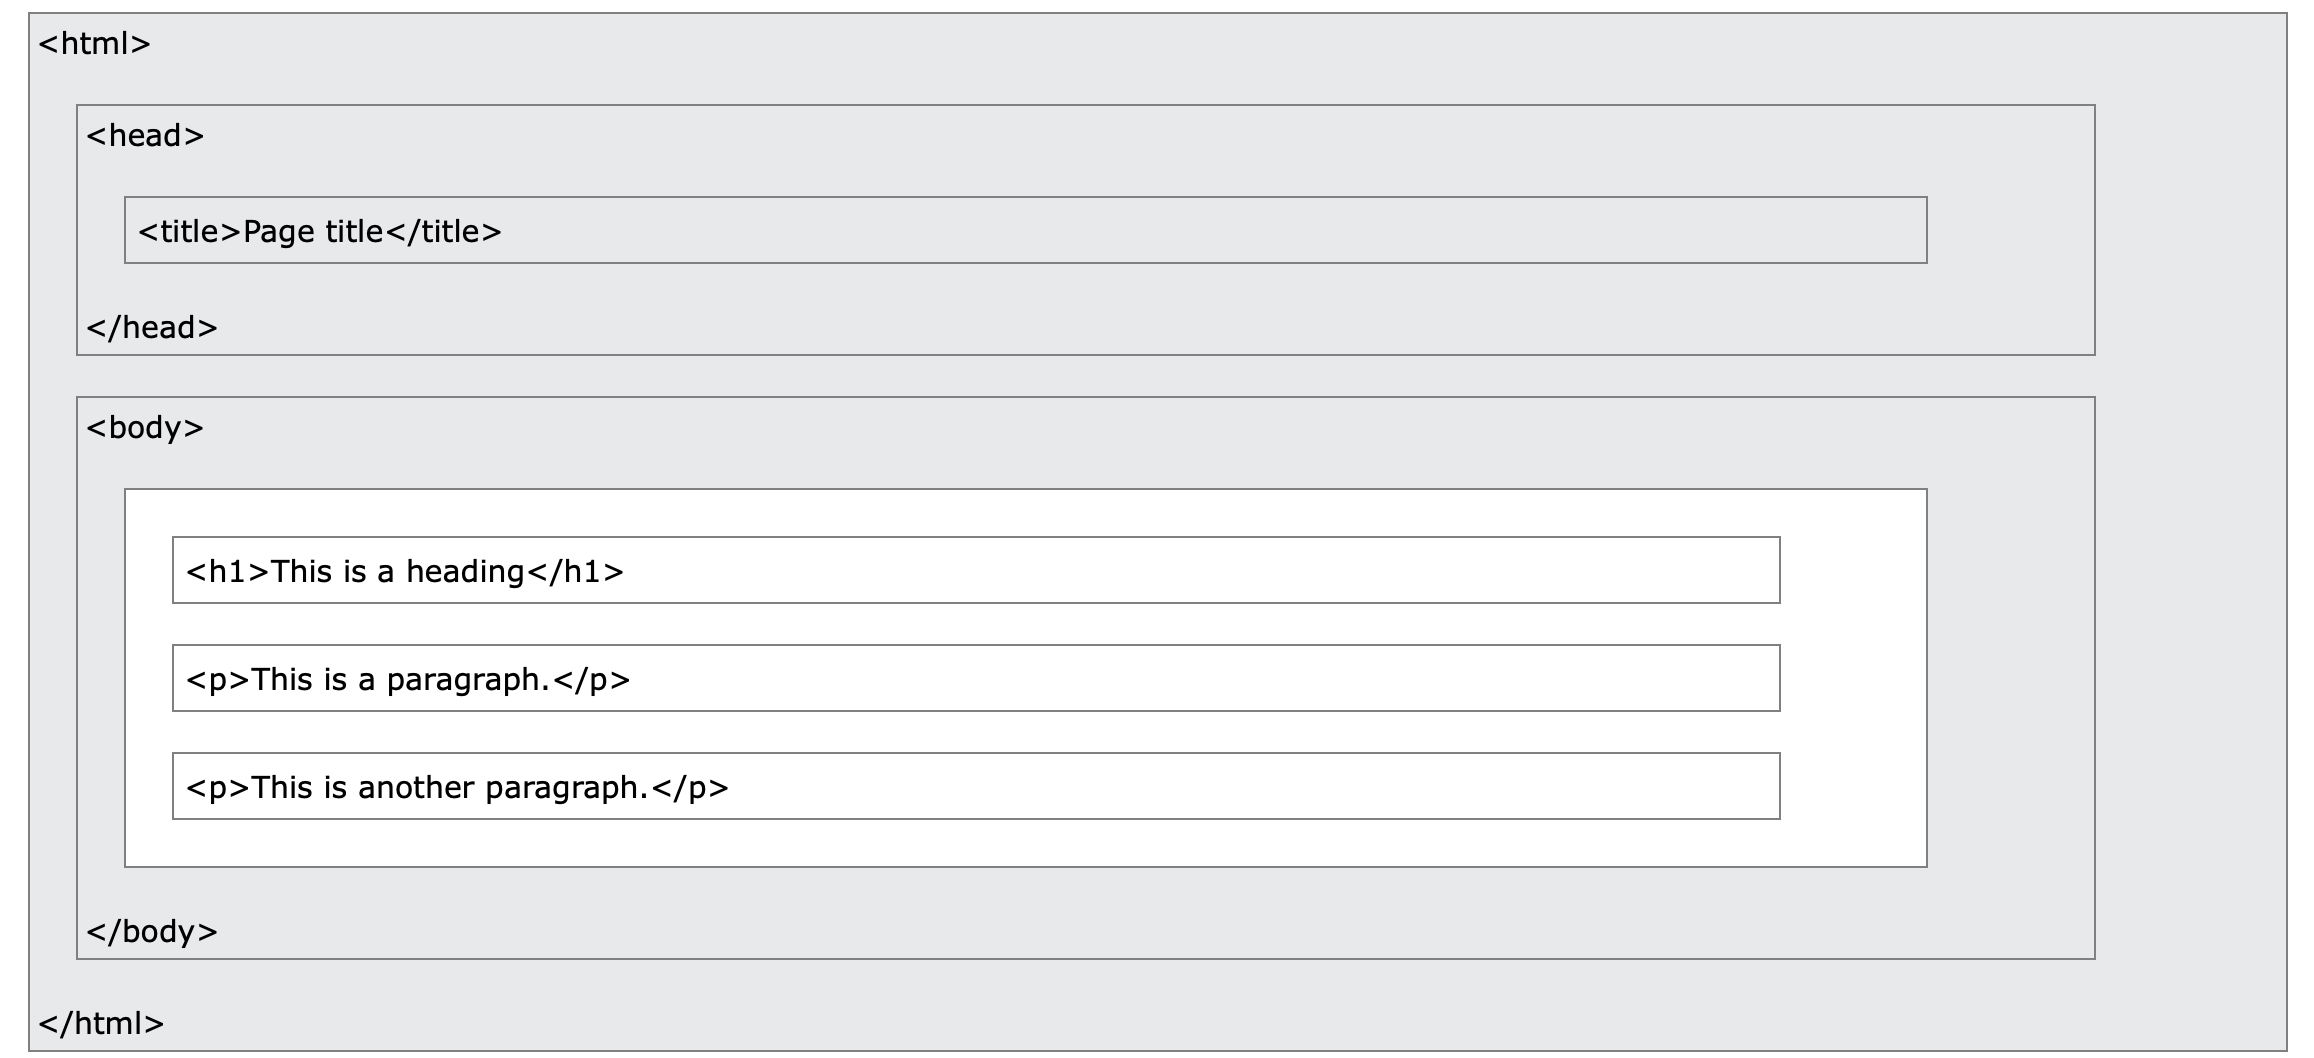 <html>
<head>
<title>Page title</title>
</head>
<body>
<h1>This is a heading</h1>
<p>This is a paragraph.</p>
<p>This is another paragraph.</p>
</body>
</html>